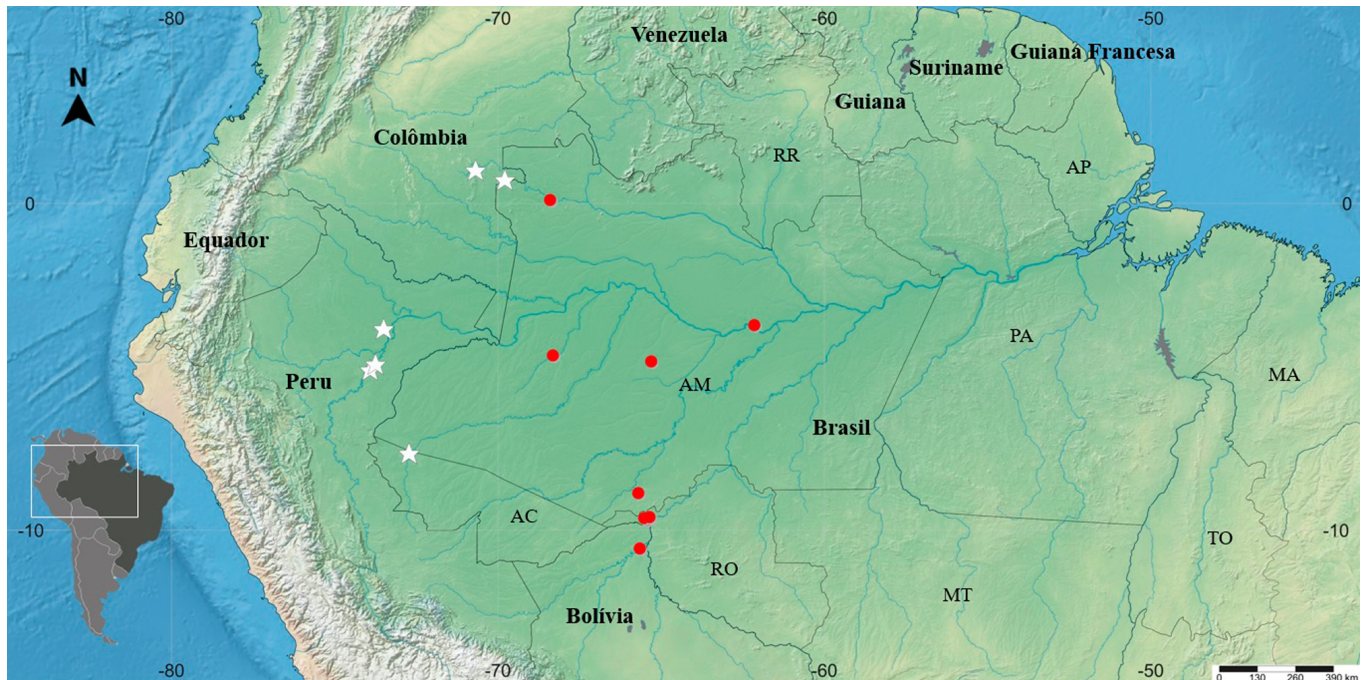 -80 -70 -60 -50
Venezuela
Guianá Francesa
Suriname
N
Guiana
Colômbia
RR
AP
0 0
Equador
PA
Peru
AM
MA
Brasil
AC
-10 -10
TO
RO
MT
Bolívia
-80 -70 -60 -50
0 130 260 390 km